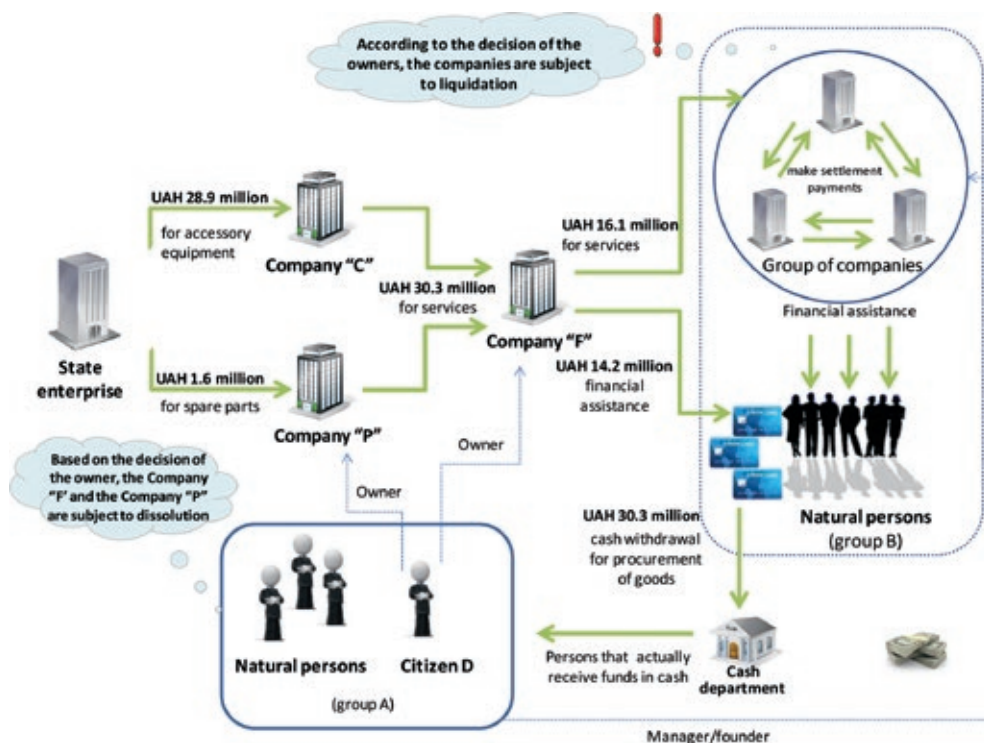 According to the decision of the
owners, the companies are subject
to liquidation
make settlement
payments
Group of companies
UAH 28.9 million
for accessory
equipment
Company “C”
UAH 16.1 million
for services
UAH 30.3 million
for services
Company “F”
Financial assistance
State
enterprise
UAH 1.6 million
for spare parts
Company “P”
UAH 14.2 million
financial
assistance
Owner
Owner
Based on the decision of
the owner, the Company
“F’ and the Company “P”
are subject to dissolution
Natural persons
(group B)
UAH 30.3 million
cash withdrawal
for procurement
of goods
Natural persons
Citizen D
(group A)
Persons that actually
receive funds in cash
Cash
department
Manager/founder